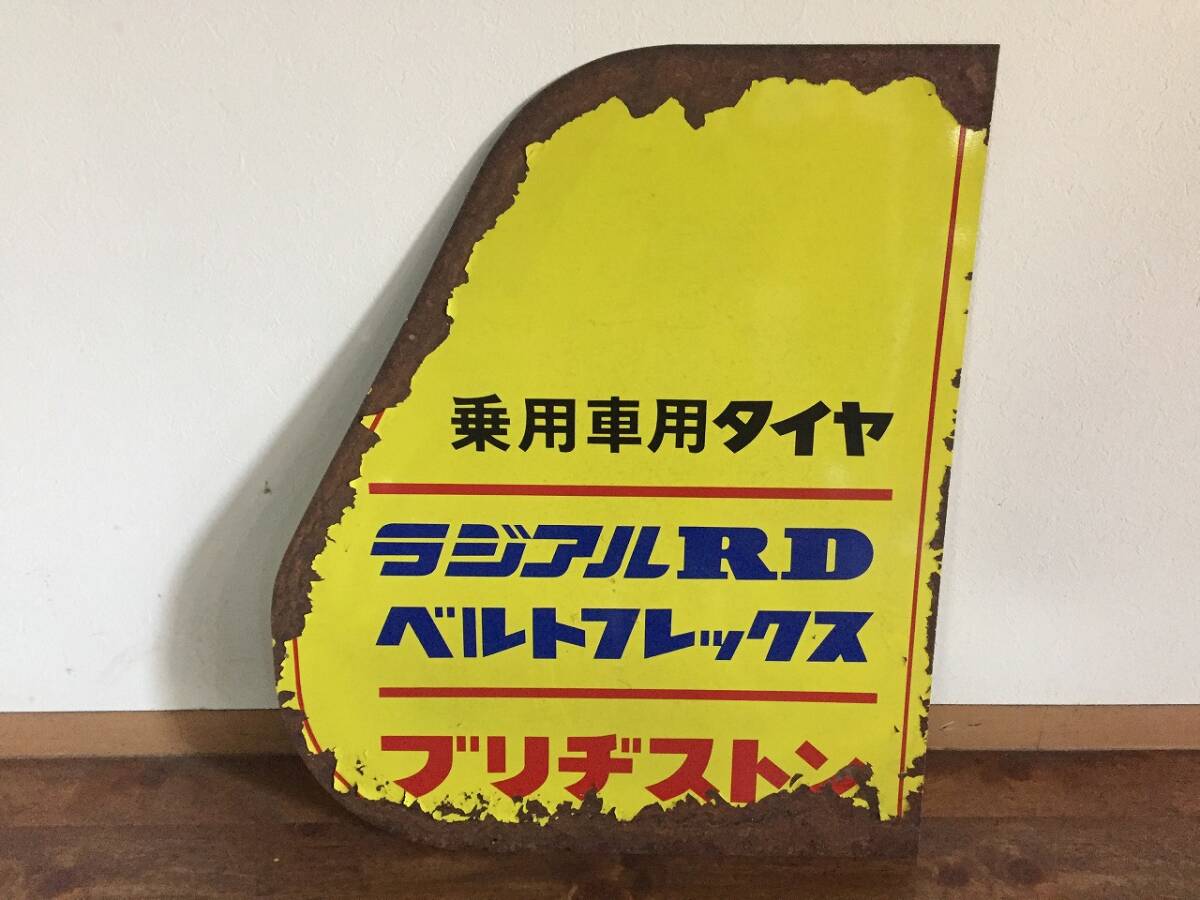 乗用車用タイヤ
ラジアルRD
ベルトフレックス
ブリヂストン